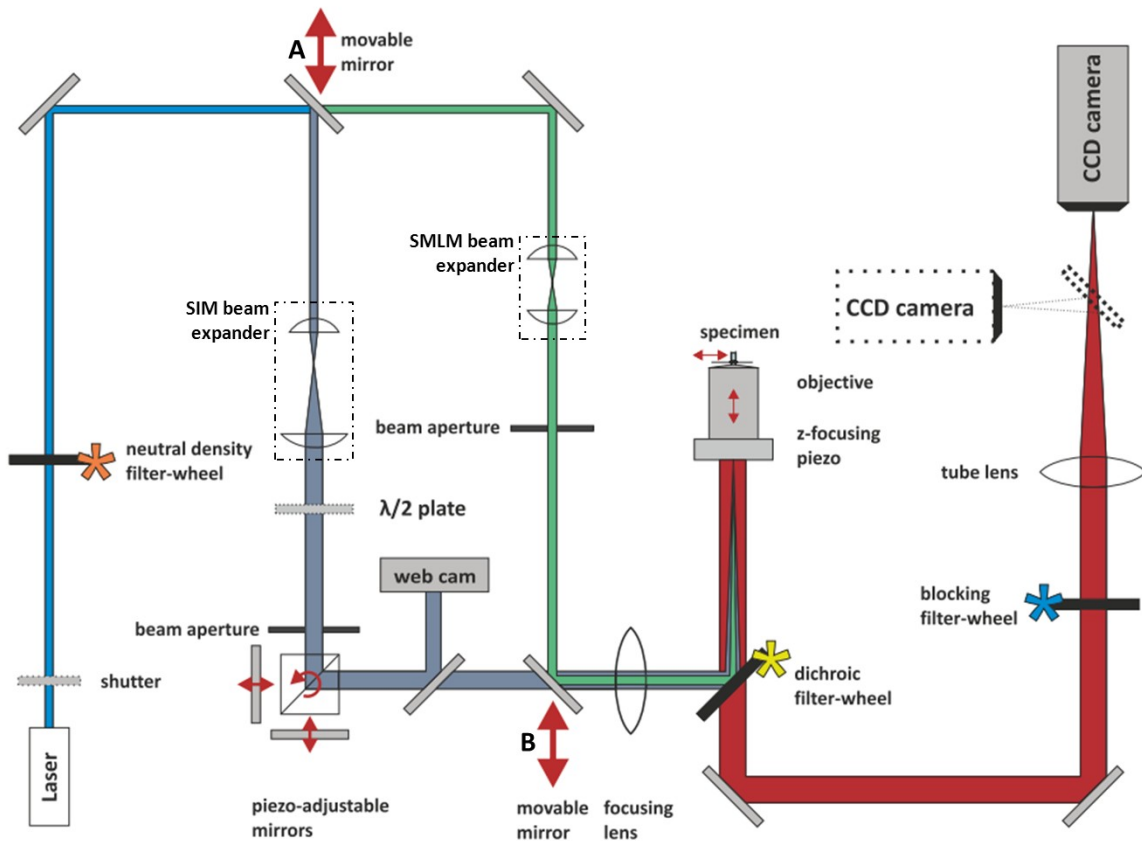 A
movable
mirror
CCD camera
SMLM beam
expander
SIM beam
expander
CCD camera
specimen
objective
beam aperture
z-focusing
piezo
neutral density
filter-wheel
tube lens
λ/2 plate
web cam
blocking
filter-wheel
beam aperture
shutter
dichroic
filter-wheel
Laser
B
piezo-adjustable
mirrors
movable
mirror
focusing
lens